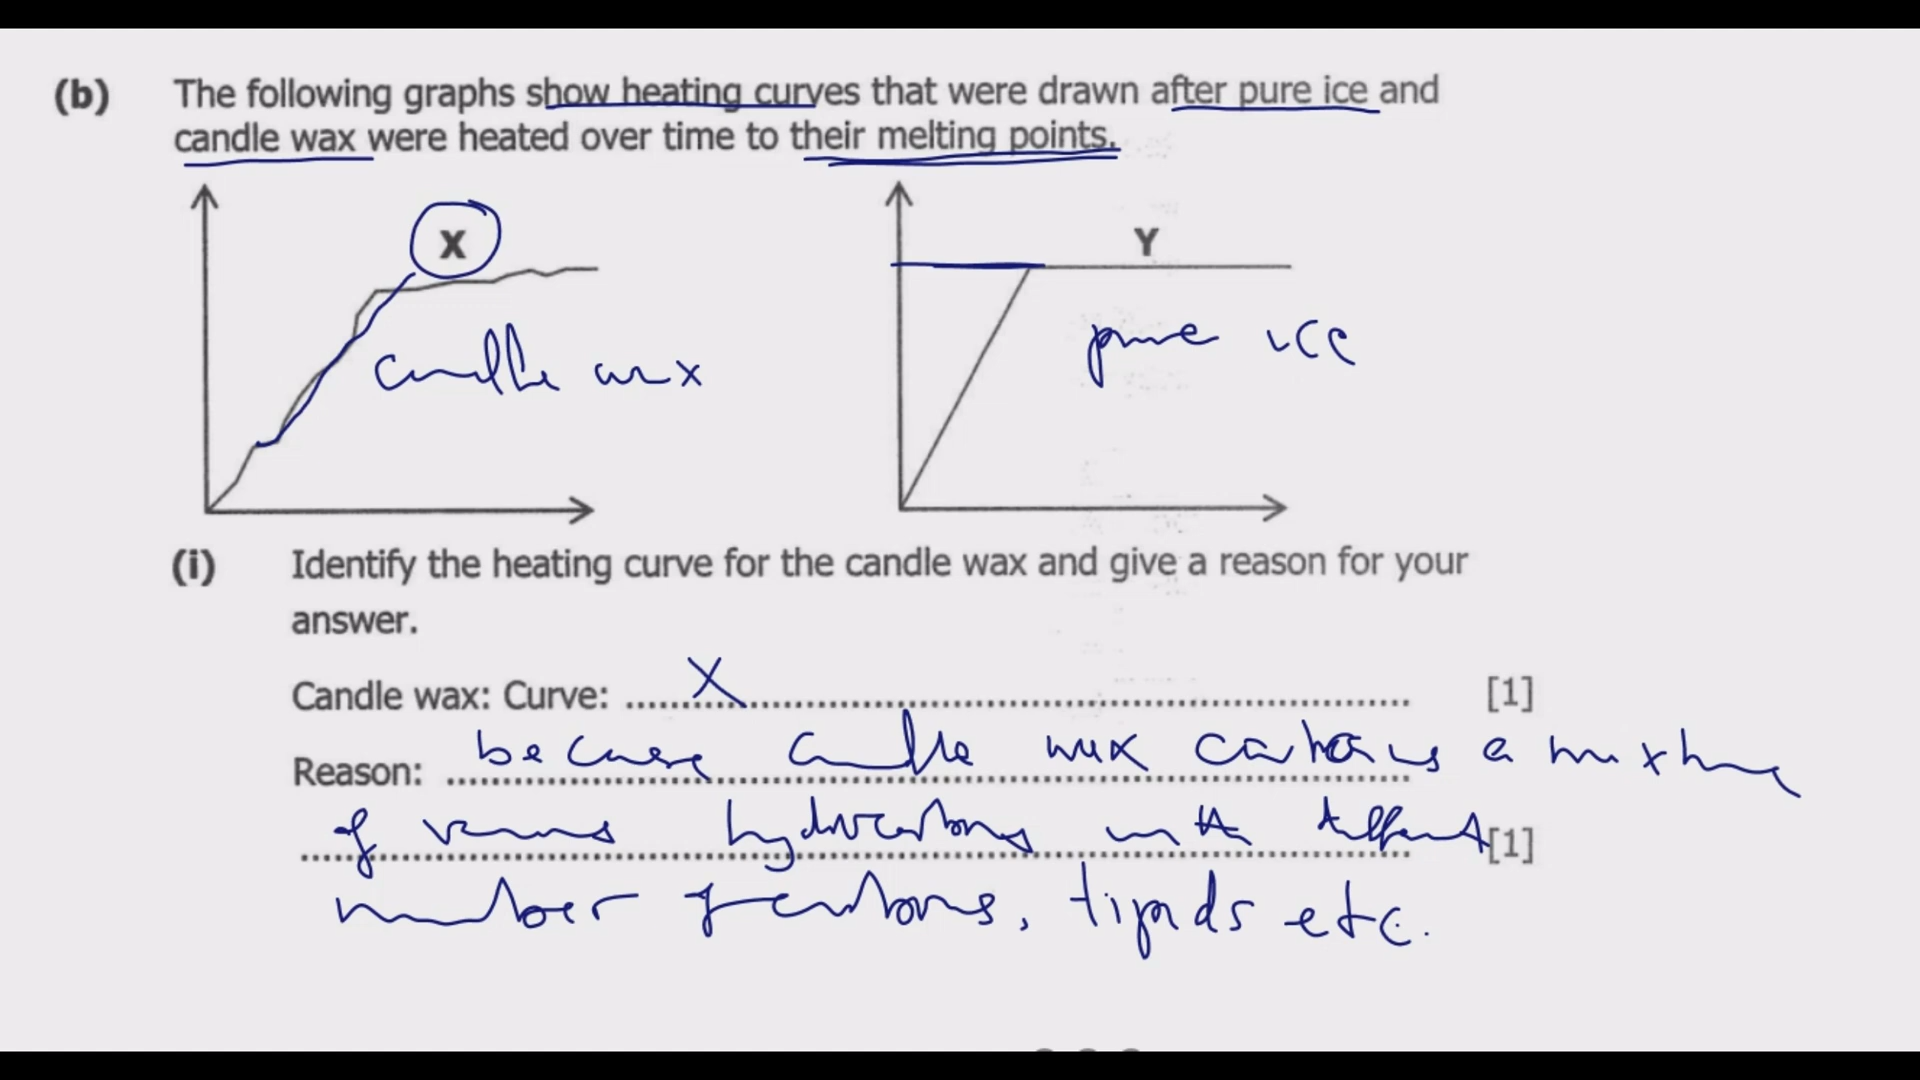 (b) The following graphs show heating curves that were drawn after pure ice and
candle wax were heated over time to their melting points.
X
Y
candle wax
pure ice
(i) Identify the heating curve for the candle wax and give a reason for your
answer.
Candle wax: Curve: X [1]
Reason: because candle wax contains a mixture
of various hydrocarbons with different [1]
number of carbons, lipids etc.